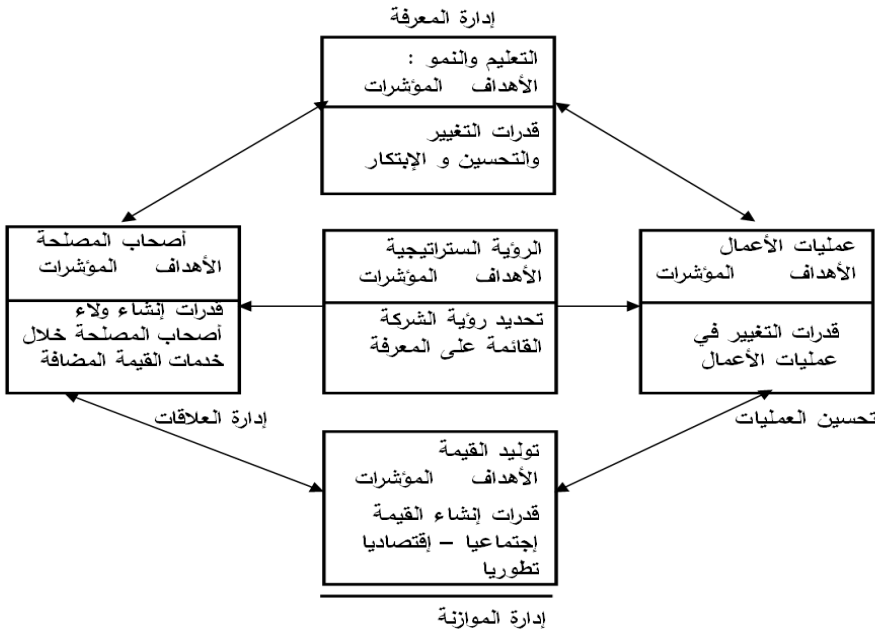 إدارة المعرفة
التعليم والنمو :
الأهداف المؤشرات
قدرات التغيير
والتحسين و الإبتكار
أصحاب المصلحة
الأهداف المؤشرات
قدرات إنشاء ولاء
أصحاب المصلحة خلال
خدمات القيمة المضافة
الرؤية الستراتيجية
الأهداف المؤشرات
تحديد رؤية الشركة
القائمة على المعرفة
عمليات الأعمال
الأهداف المؤشرات
قدرات التغيير في
عمليات الأعمال
إدارة العلاقات
تحسين العمليات
توليد القيمة
الأهداف المؤشرات
قدرات إنشاء القيمة
إجتماعيا – إقتصاديا
تطوريا
إدارة الموازنة